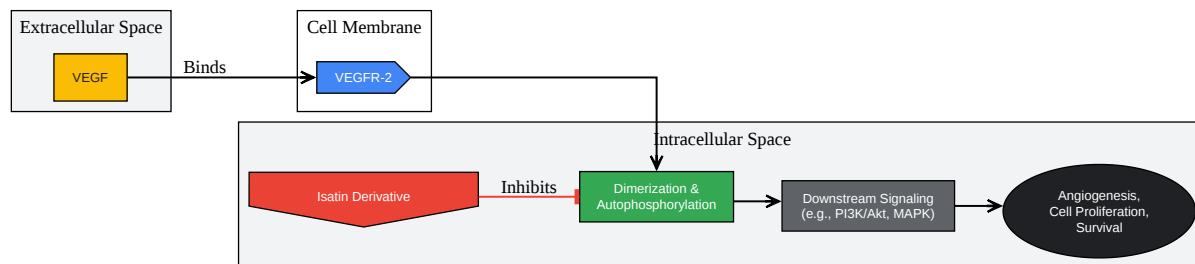 Extracellular Space
Cell Membrane
VEGF
Binds
VEGFR-2
Intracellular Space
Isatin Derivative
Inhibits
Dimerization &
Autophosphorylation
Downstream Signaling
(e.g., PI3K/Akt, MAPK)
Angiogenesis,
Cell Proliferation,
Survival